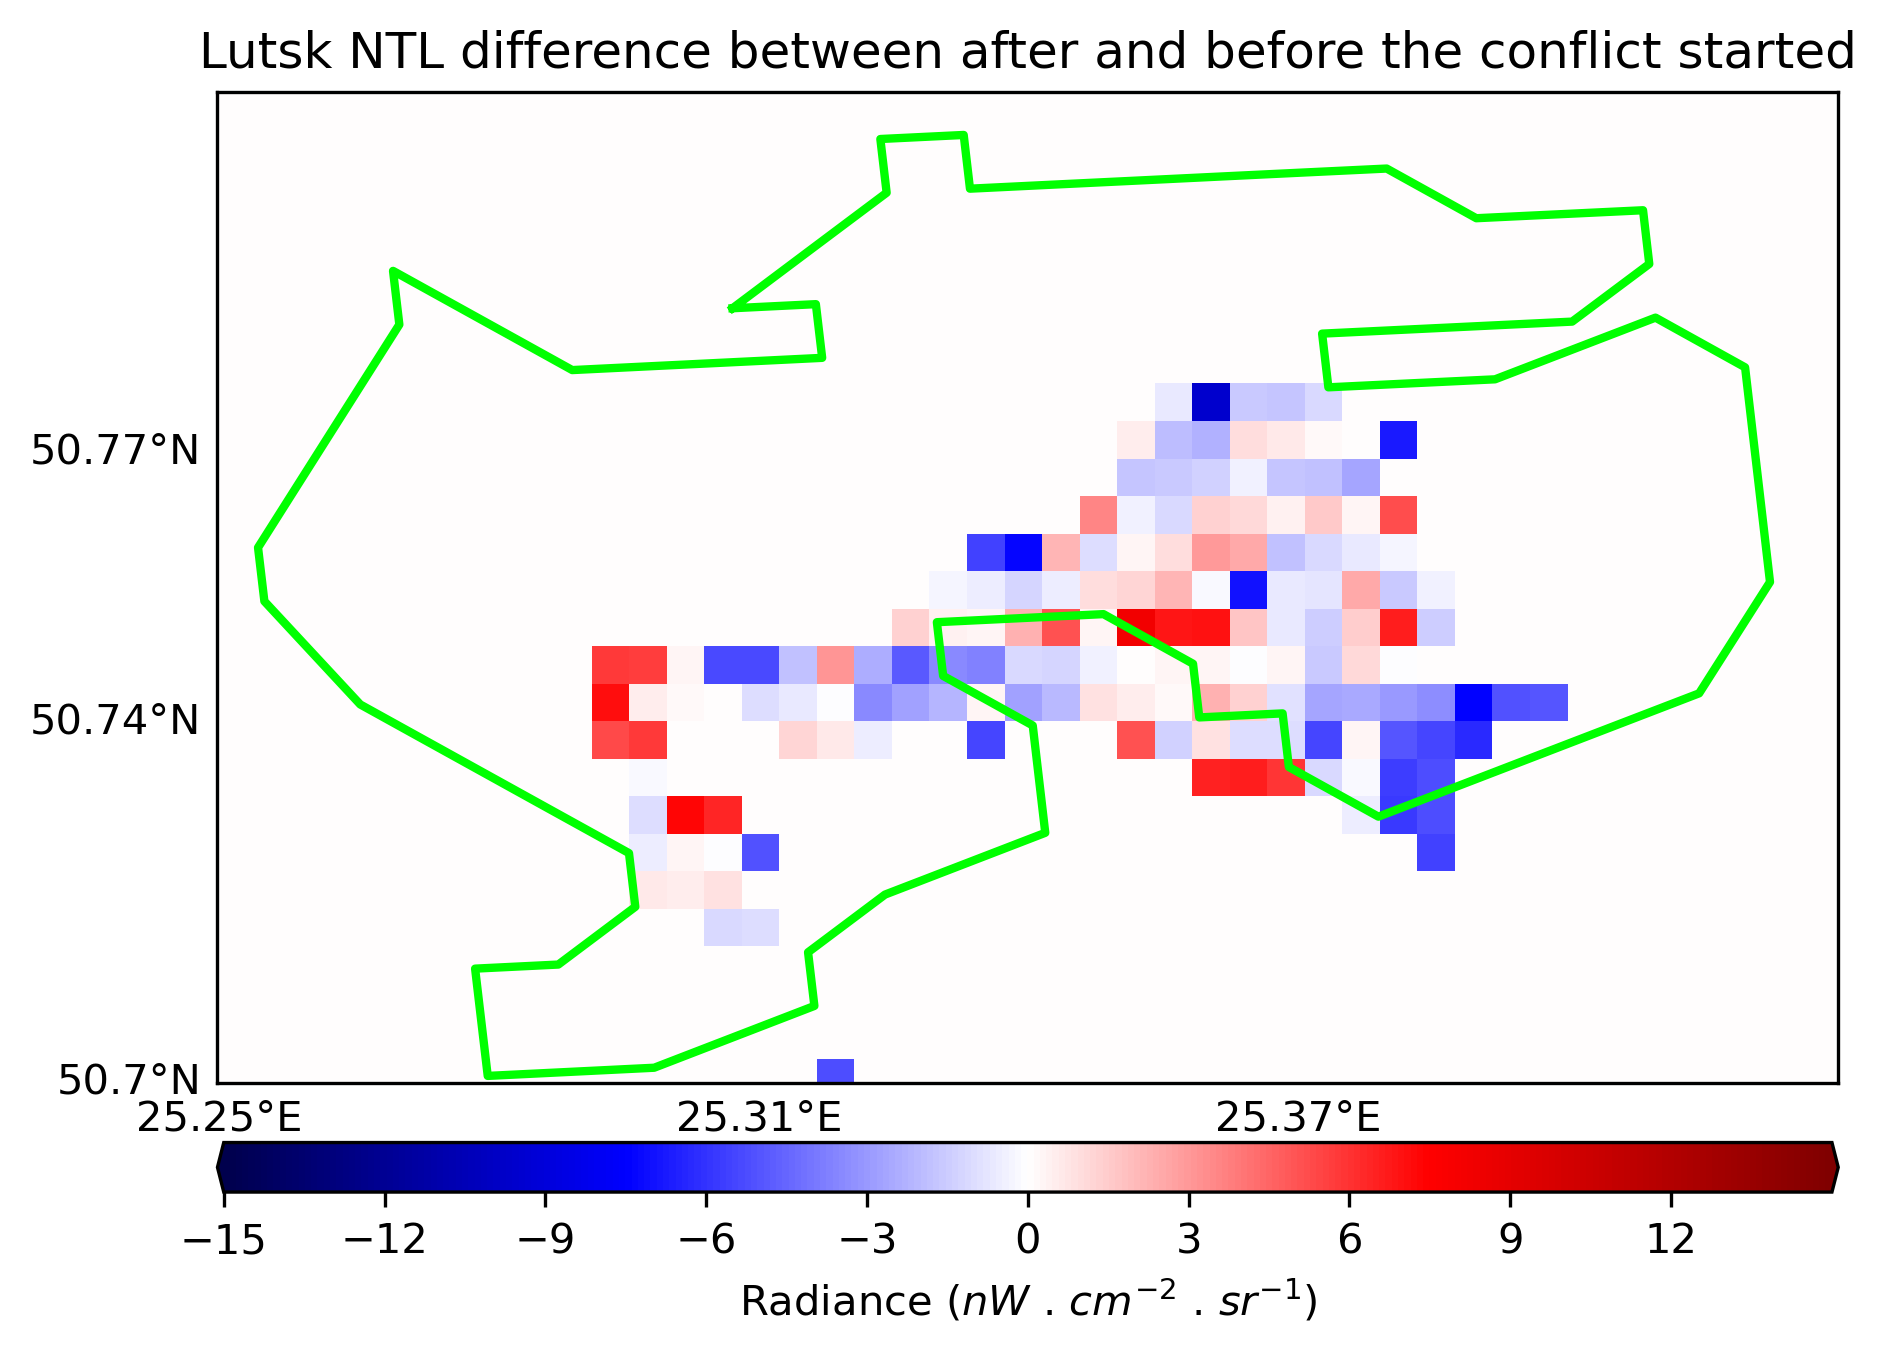 Lutsk NTL difference between after and before the conflict started
50.77°N
50.74°N
50.7°N
25.25°E 25.31°E 25.37°E
−15 −12 −9 −6 −3 0 3 6 9 12
Radiance (nW . cm⁻² . sr⁻¹)